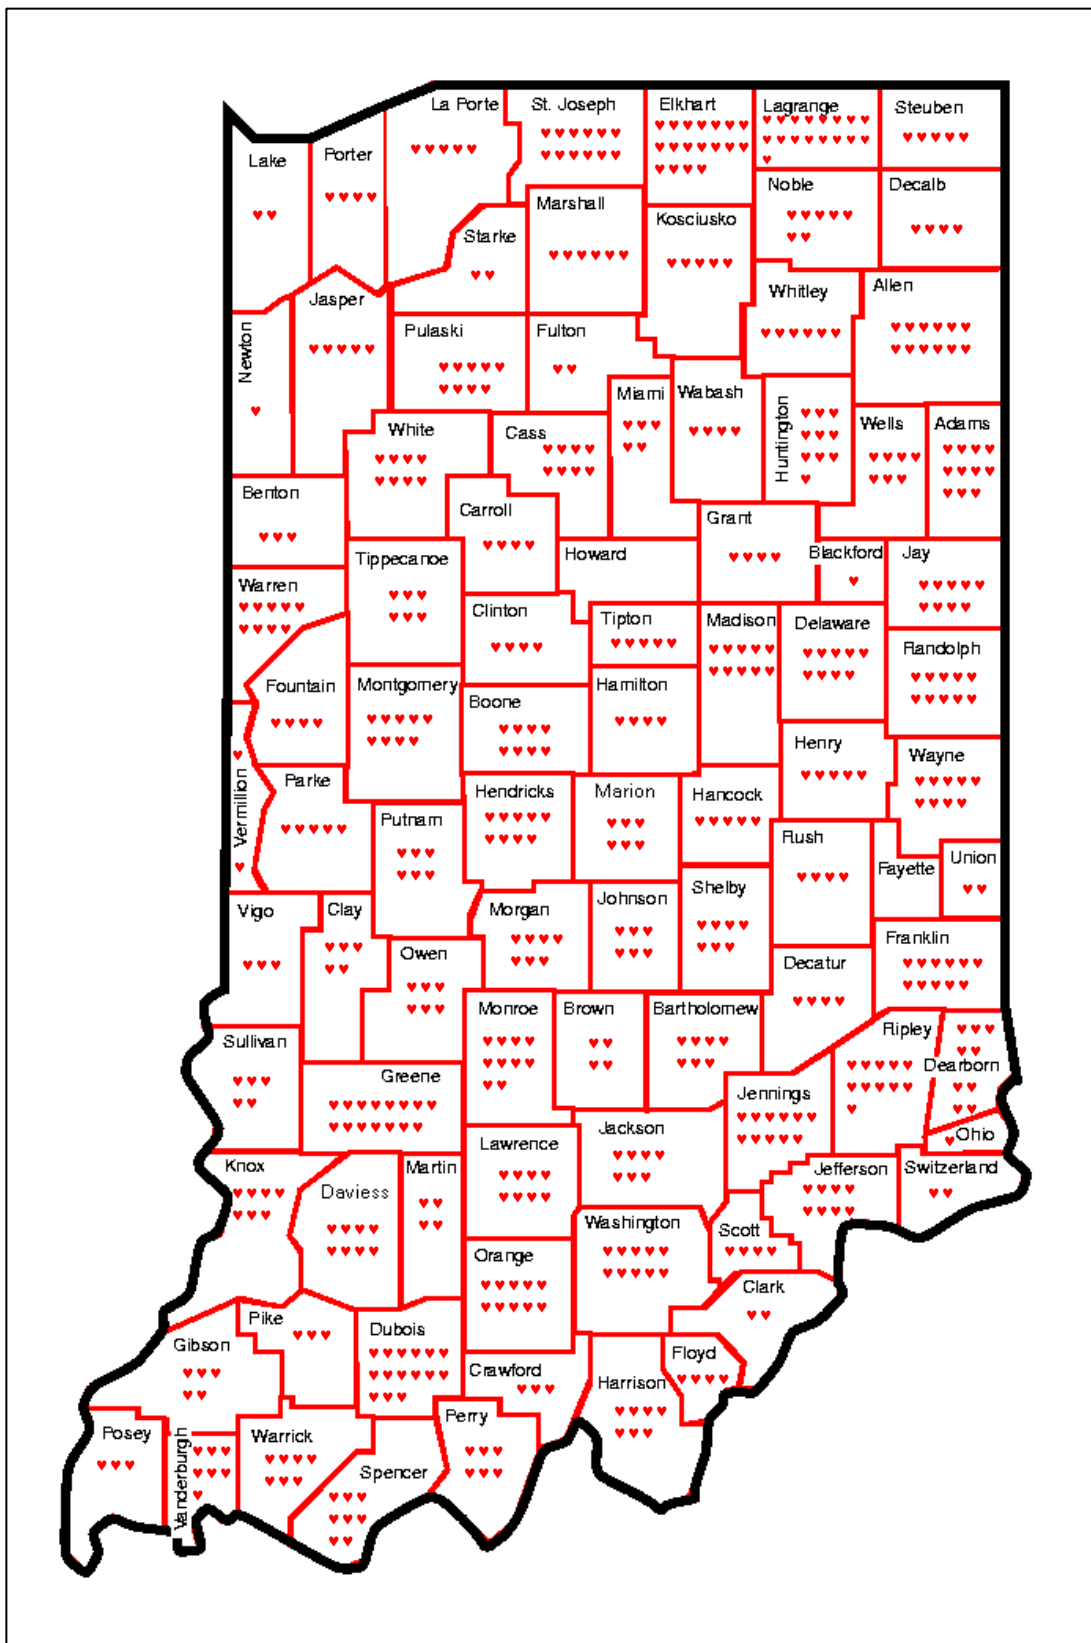 La Porte
St. Joseph
Elkhart
Lagrange
Steuben
Lake
Porter
Noble
Decalb
Marshall
Kosciusko
Starke
Jasper
Whitley
Allen
Newton
Pulaski
Fulton
Miami
Wabash
Huntington
White
Cass
Wells
Adams
Benton
Carroll
Grant
Tippecanoe
Howard
Blackford
Jay
Warren
Clinton
Tipton
Madison
Delaware
Randolph
Fountain
Montgomery
Boone
Hamilton
Henry
Wayne
Vermillion
Parke
Hendricks
Marion
Hancock
Putnam
Rush
Fayette
Union
Vigo
Clay
Morgan
Johnson
Shelby
Owen
Decatur
Franklin
Monroe
Brown
Bartholomew
Ripley
Sullivan
Dearborn
Greene
Jennings
Jackson
Ohio
Lawrence
Knox
Martin
Daviess
Jefferson
Switzerland
Washington
Scott
Orange
Clark
Pike
Dubois
Gibson
Floyd
Crawford
Harrison
Perry
Posey
Vanderburgh
Warrick
Spencer